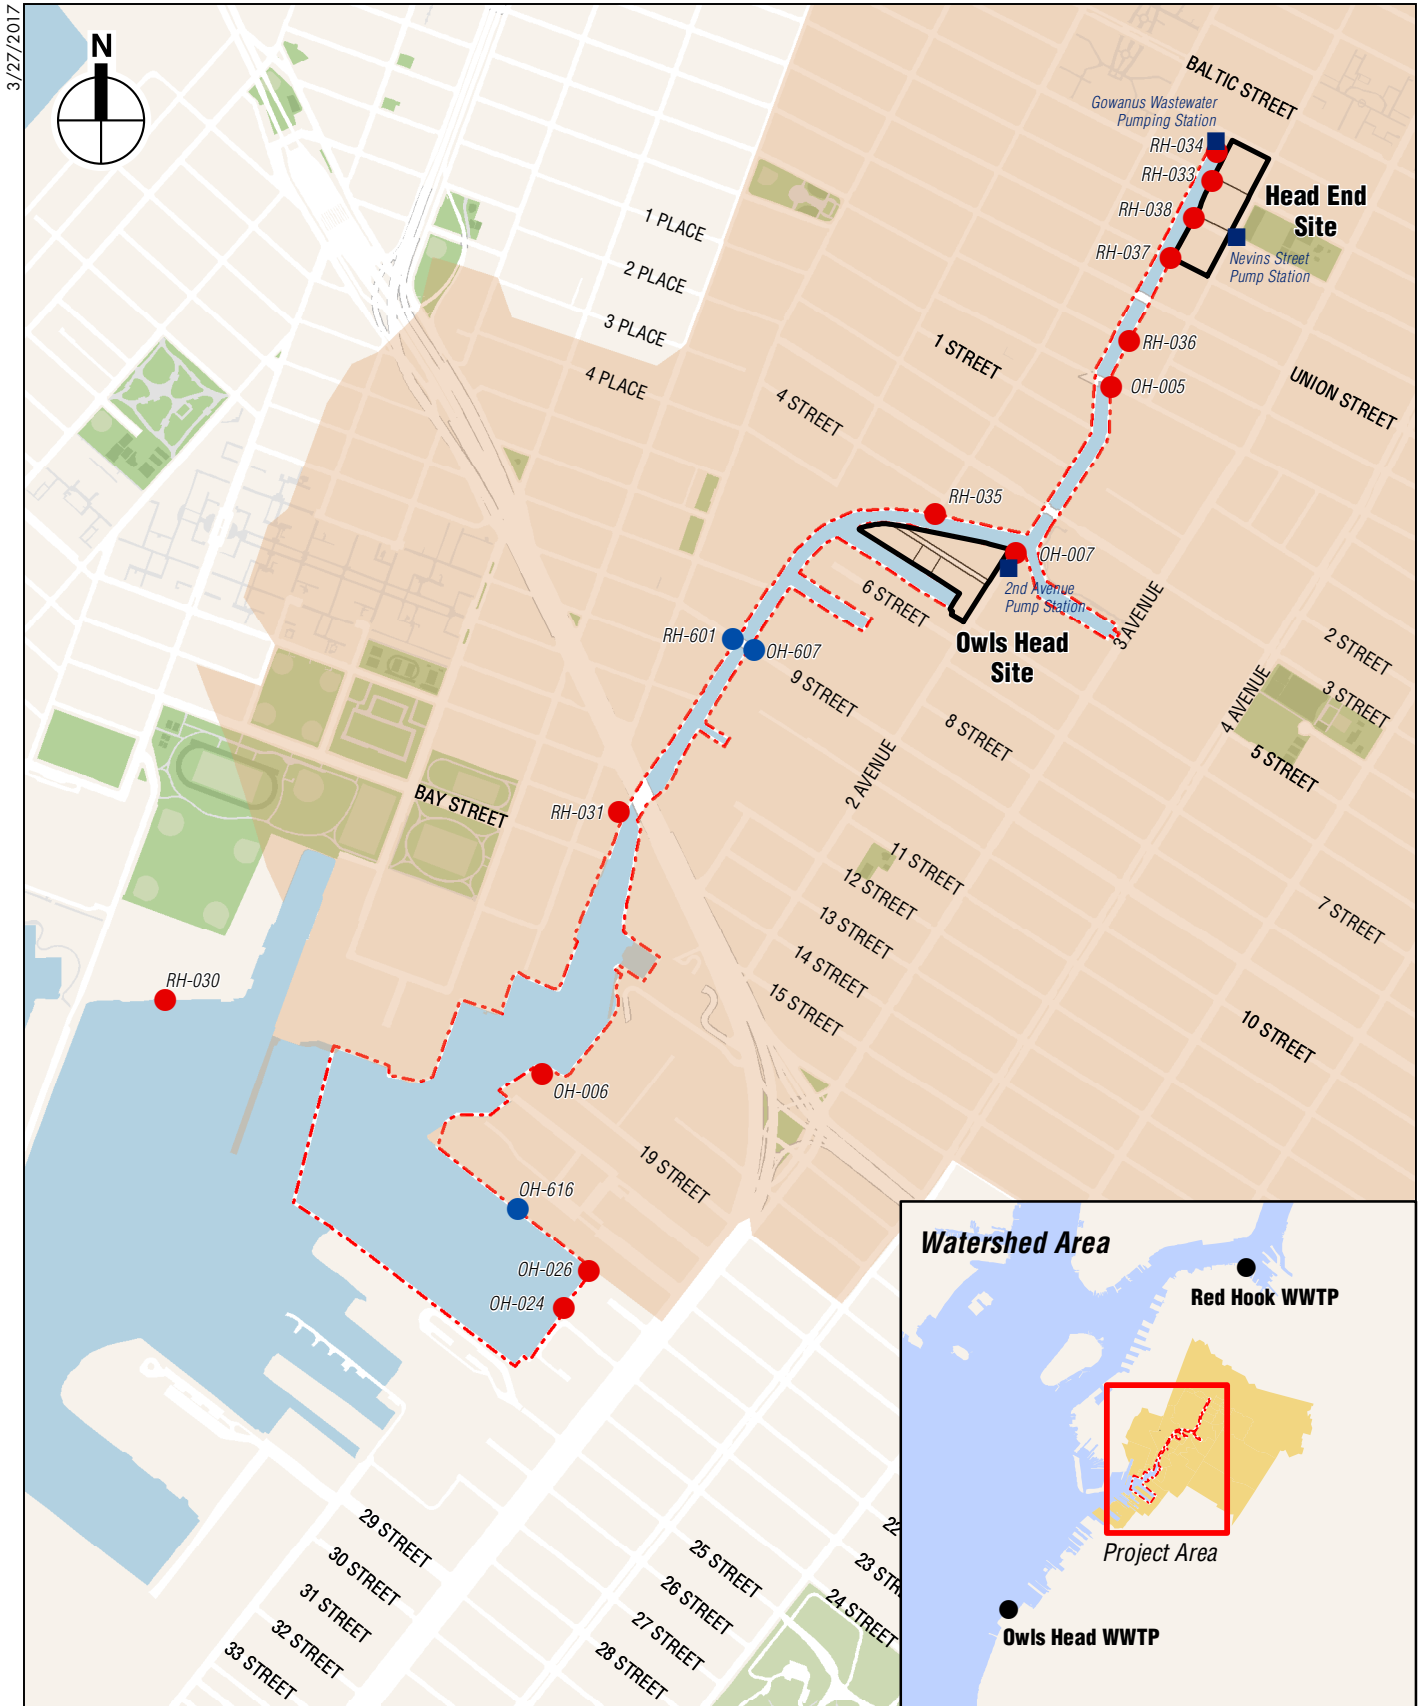 3/27/2017
N
BALTIC STREET
Gowanus Wastewater
Pumping Station
RH-034
RH-033
Head End
Site
RH-038
1 PLACE
RH-037
Nevins Street
Pump Station
2 PLACE
3 PLACE
RH-036
1 STREET
4 PLACE
OH-005
UNION STREET
4 STREET
RH-035
OH-007
2nd Avenue
Pump Station
6 STREET
3 AVENUE
RH-601
OH-607
Owls Head
Site
2 STREET
9 STREET
3 STREET
4 AVENUE
8 STREET
5 STREET
2 AVENUE
BAY STREET
RH-031
11 STREET
12 STREET
7 STREET
13 STREET
14 STREET
RH-030
15 STREET
10 STREET
OH-006
19 STREET
OH-616
OH-026
OH-024
Watershed Area
Red Hook WWTP
Project Area
Owls Head WWTP
29 STREET
30 STREET
31 STREET
32 STREET
33 STREET
22
23 STR
24 STREET
25 STREET
26 STREET
27 STREET
28 STREET